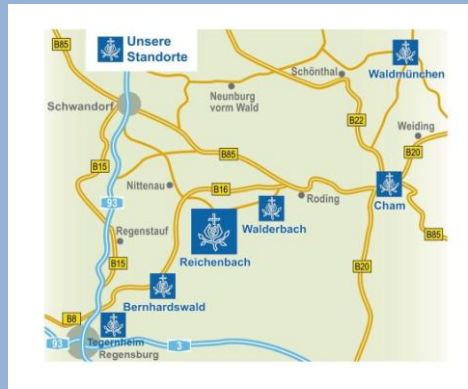 B85
Unsere
Standorte
Waldmünchen
Schönthal
Neunburg
vorm Wald
Schwandorf
B22
Weiding
B20
B85
B15
Nittenau
B16
Roding
Cham
93
Walderbach
Regenstauf
B85
Reichenbach
B15
B20
Bernhardswald
B8
Tegernheim
93
Regensburg
3